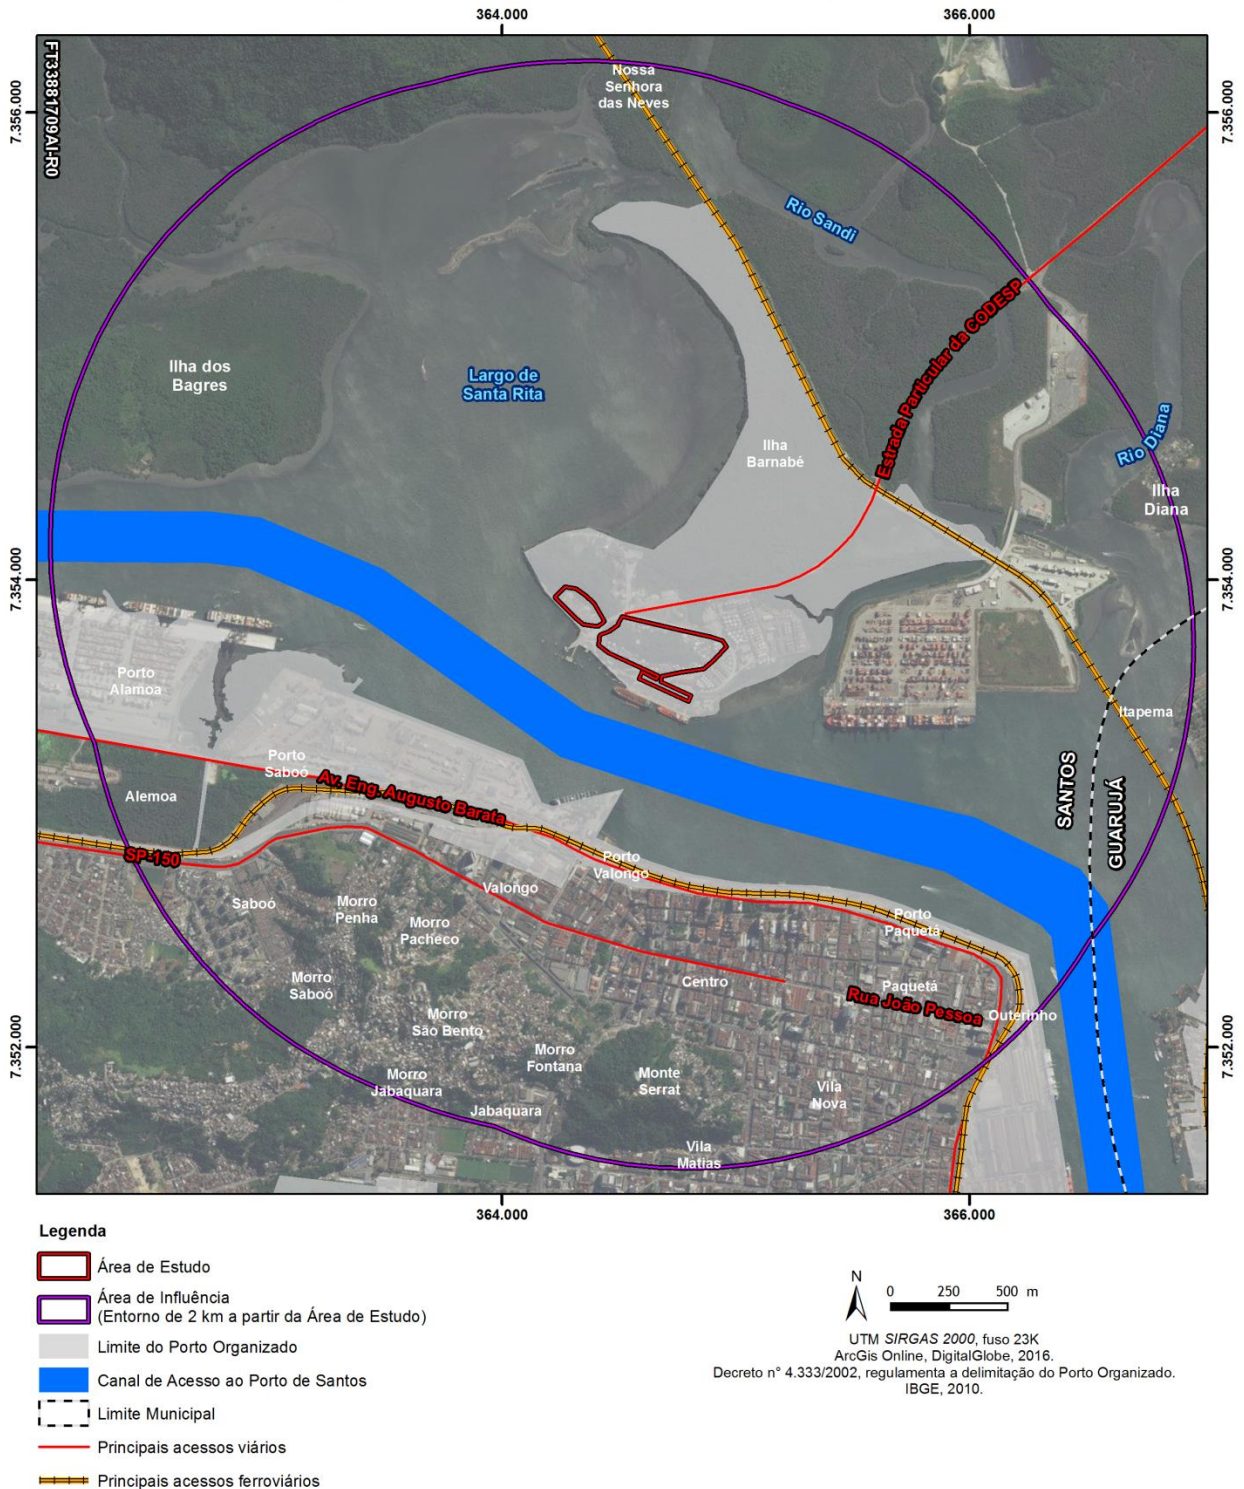 364.000
366.000
FT33881709AI-R0
7.356.000
7.356.000
Nossa
Senhora
das Neves
Rio Sandi
Estrada Particular da CODESP
Ilha dos
Bagres
Largo de
Santa Rita
Ilha
Barnabé
Rio Diana
Ilha
Diana
7.354.000
7.354.000
Porto
Alamoa
Itapema
SANTOS
GUARUJÁ
Porto
Saboó
Alemoa
Av. Eng. Augusto Barata
SP-150
Porto
Valongo
Valongo
Saboó
Morro
Penha
Morro
Pacheco
Porto
Paquetá
Morro
Saboó
Centro
Paquetá
Rua João Pessoa
Outerinho
Morro
São Bento
7.352.000
7.352.000
Morro
Fontana
Morro
Jabaquara
Monte
Serrat
Vila
Nova
Jabaquara
Vila
Matias
364.000
366.000
Legenda
Área de Estudo
Área de Influência
(Entorno de 2 km a partir da Área de Estudo)
Limite do Porto Organizado
Canal de Acesso ao Porto de Santos
Limite Municipal
Principais acessos viários
Principais acessos ferroviários
N
0 250 500 m
UTM SIRGAS 2000, fuso 23K
ArcGis Online, DigitalGlobe, 2016.
Decreto n° 4.333/2002, regulamenta a delimitação do Porto Organizado.
IBGE, 2010.